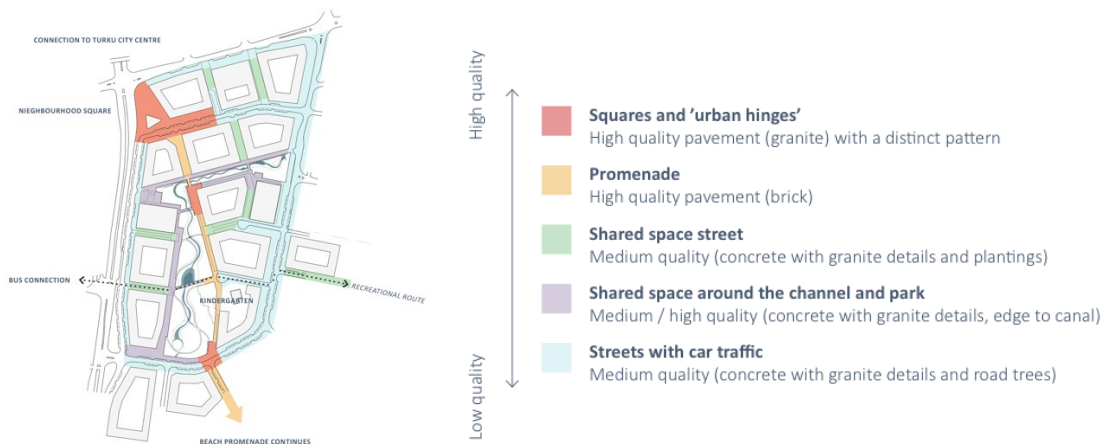 CONNECTION TO TURKU CITY CENTRE
NIEGHBOURHOOD SQUARE
BUS CONNECTION
KINDERGARTEN
RECREATIONAL ROUTE
BEACH PROMENADE CONTINUES
High quality
Low quality
Squares and ’urban hinges’
High quality pavement (granite) with a distinct pattern
Promenade
High quality pavement (brick)
Shared space street
Medium quality (concrete with granite details and plantings)
Shared space around the channel and park
Medium / high quality (concrete with granite details, edge to canal)
Streets with car traffic
Medium quality (concrete with granite details and road trees)